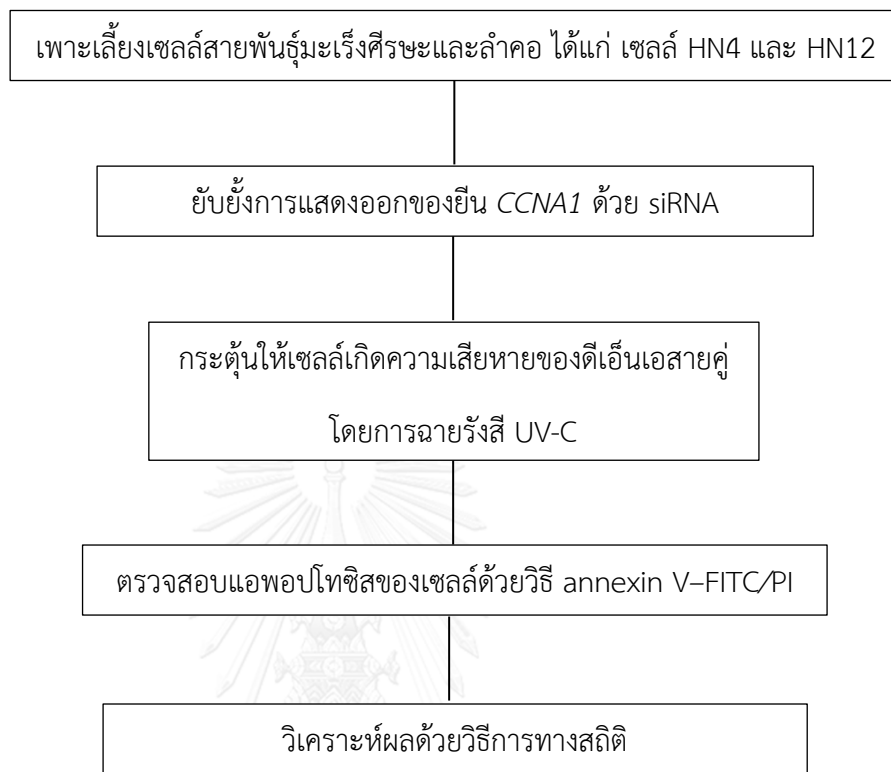 เพาะเลี้ยงเซลล์สายพันธุ์มะเร็งศีรษะและลำคอ ได้แก่ เซลล์ HN4 และ HN12
ยับยั้งการแสดงออกของยีน CCNA1 ด้วย siRNA
กระตุ้นให้เซลล์เกิดความเสียหายของดีเอ็นเอสายคู่
โดยการฉายรังสี UV-C
ตรวจสอบแอพอปโทซิสของเซลล์ด้วยวิธี annexin V–FITC/PI
วิเคราะห์ผลด้วยวิธีการทางสถิติ